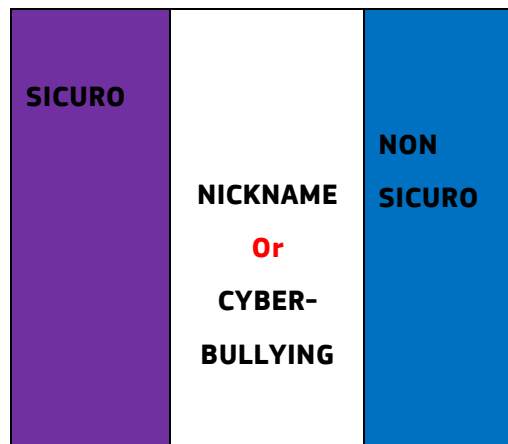 SICURO
NICKNAME
Or
CYBER-
BULLYING
NON
SICURO